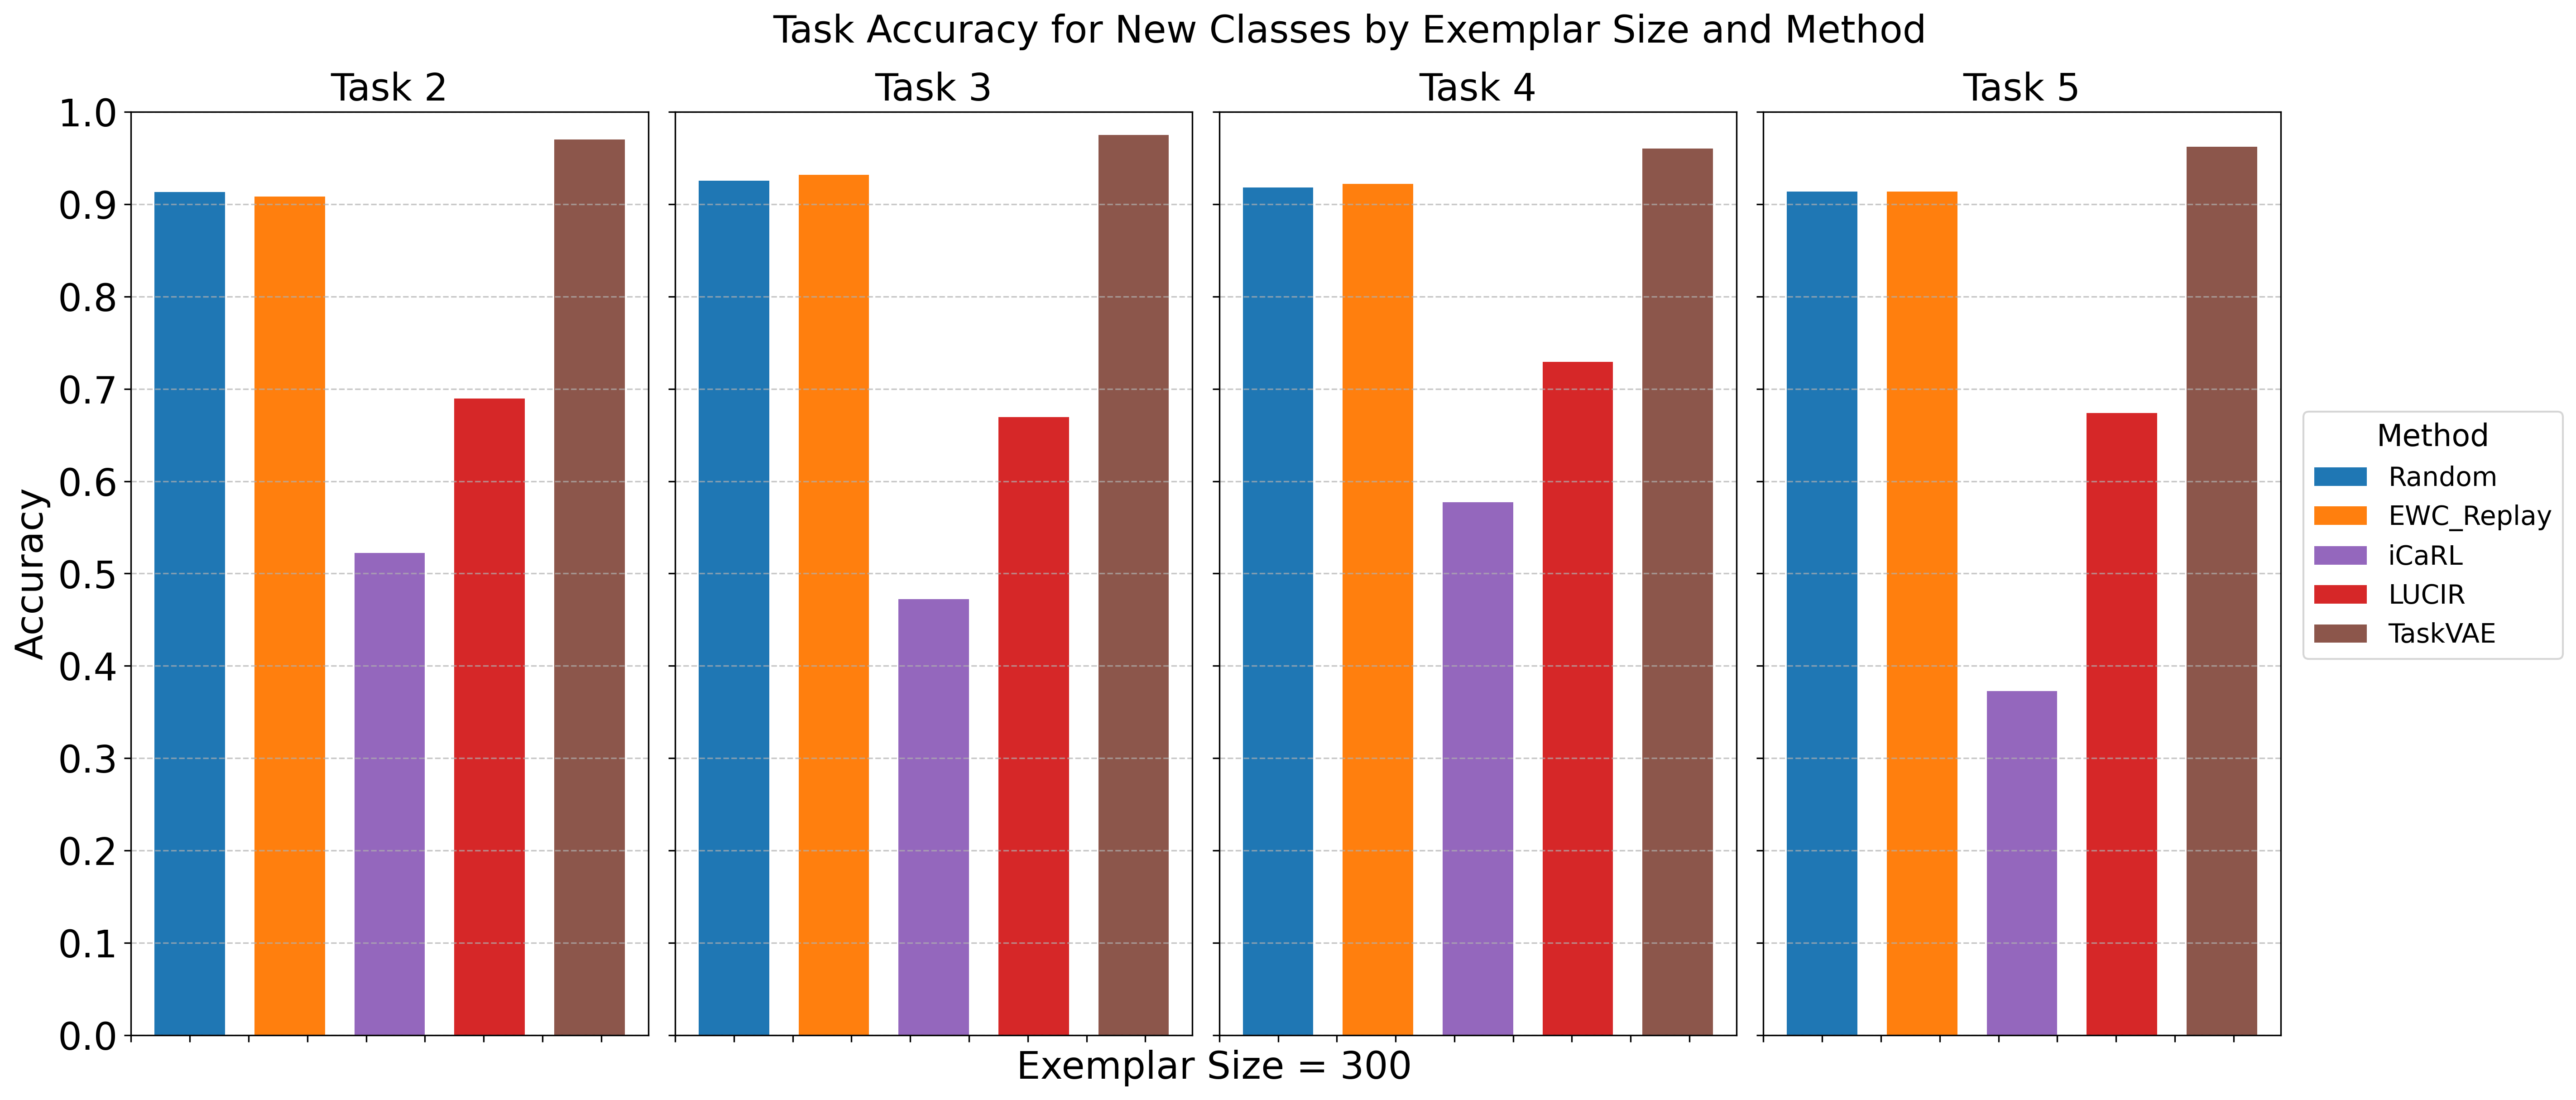 Task Accuracy for New Classes by Exemplar Size and Method
Task 2
Task 3
Task 4
Task 5
1.0
0.9
0.8
0.7
0.6
0.5
0.4
0.3
0.2
0.1
0.0
Accuracy
Exemplar Size = 300
Method
Random
EWC_Replay
iCaRL
LUCIR
TaskVAE